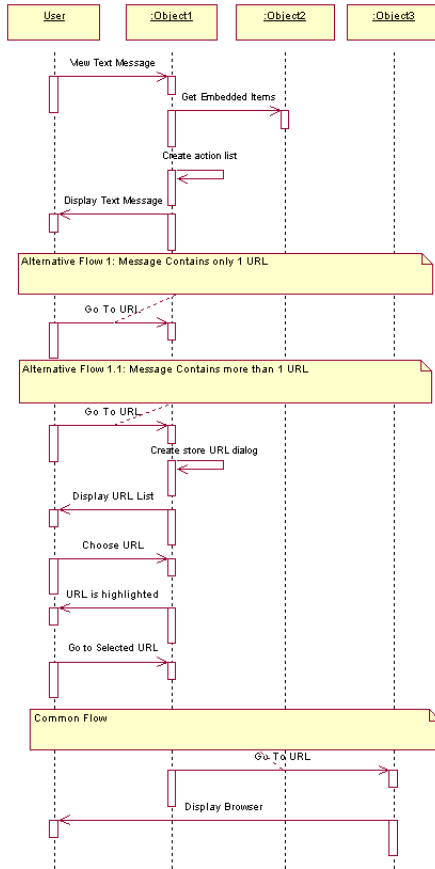 User :Object1 :Object2 :Object3
View Text Message
Get Embedded Items
Create action list
Display Text Message
Alternative Flow 1: Message Contains only 1 URL
Go To URL
Alternative Flow 1.1: Message Contains more than 1 URL
Go To URL
Create store URL dialog
Display URL List
Choose URL
URL is highlighted
Go to Selected URL
Common Flow
Go To URL
Display Browser